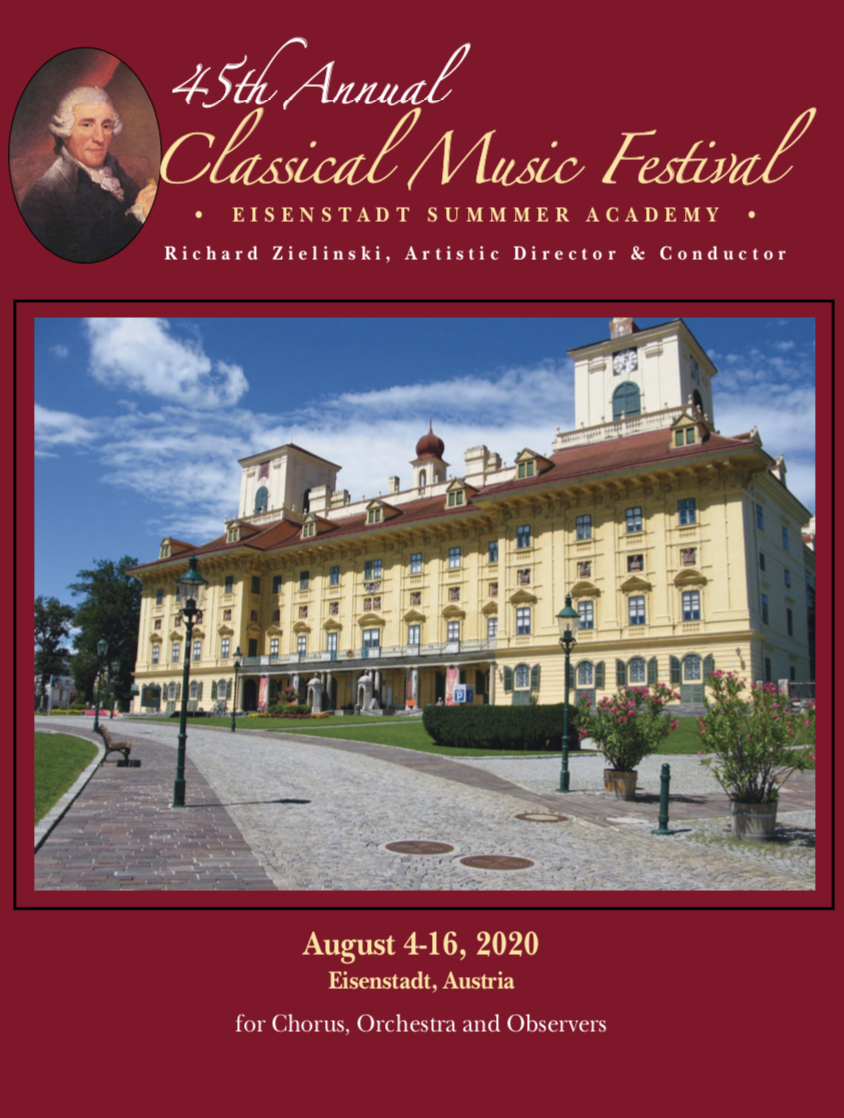 45th Annual
Classical Music Festival
• EISENSTADT SUMMMER ACADEMY •
Richard Zielinski, Artistic Director & Conductor
P
August 4-16, 2020
Eisenstadt, Austria
for Chorus, Orchestra and Observers